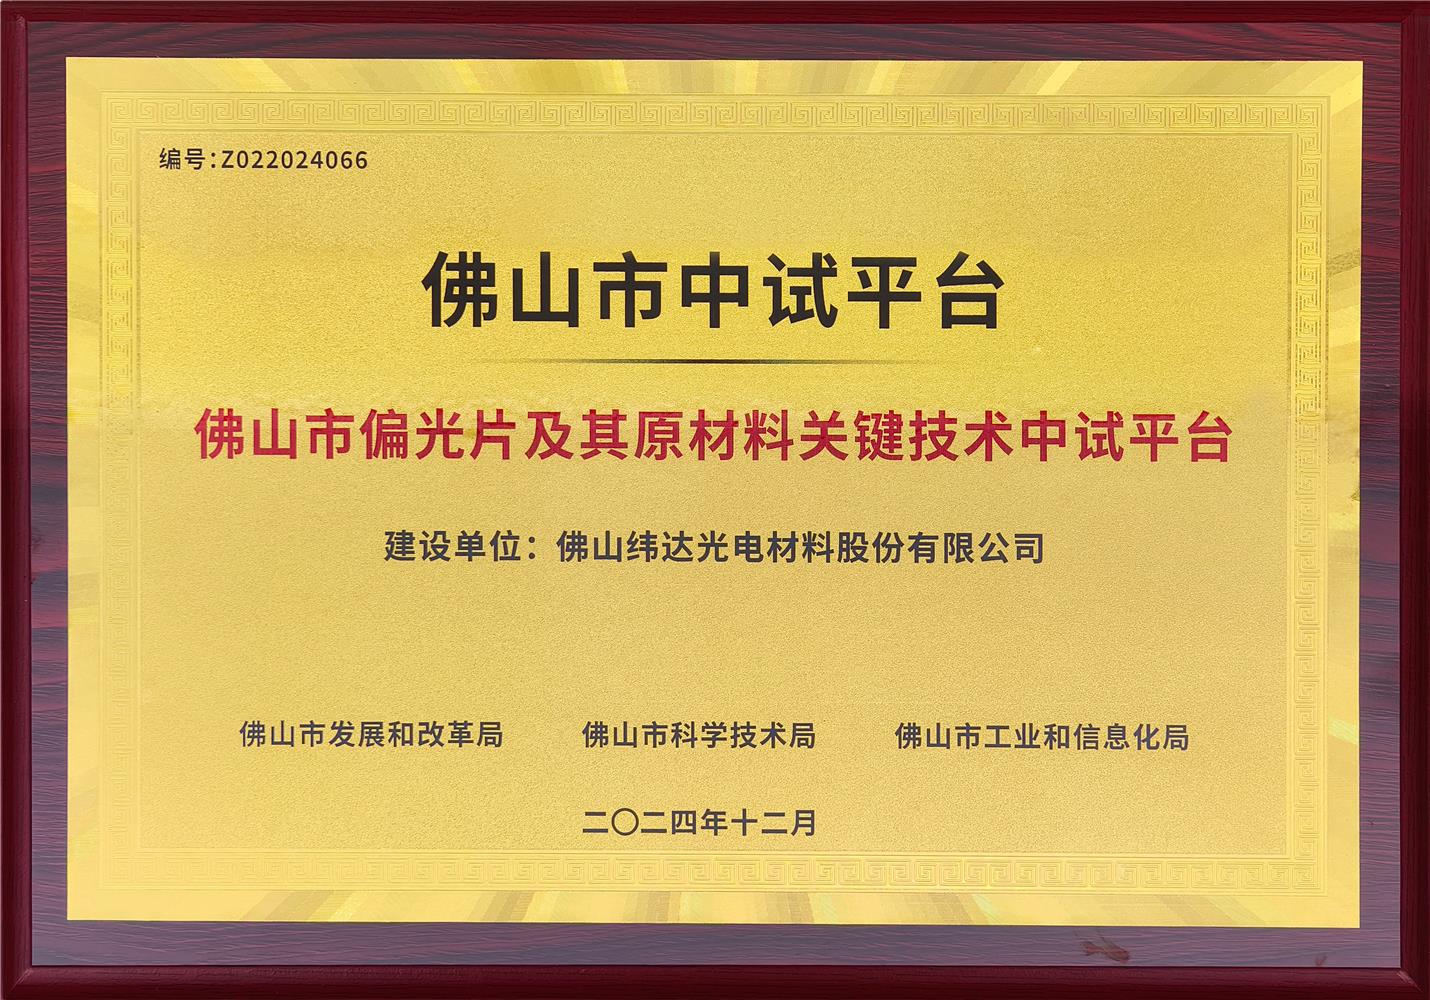 编号:Z022024066
佛山市中试平台
佛山市偏光片及其原材料关键技术中试平台
建设单位：佛山纬达光电材料股份有限公司
佛山市发展和改革局 佛山市科学技术局 佛山市工业和信息化局
二〇二四年十二月